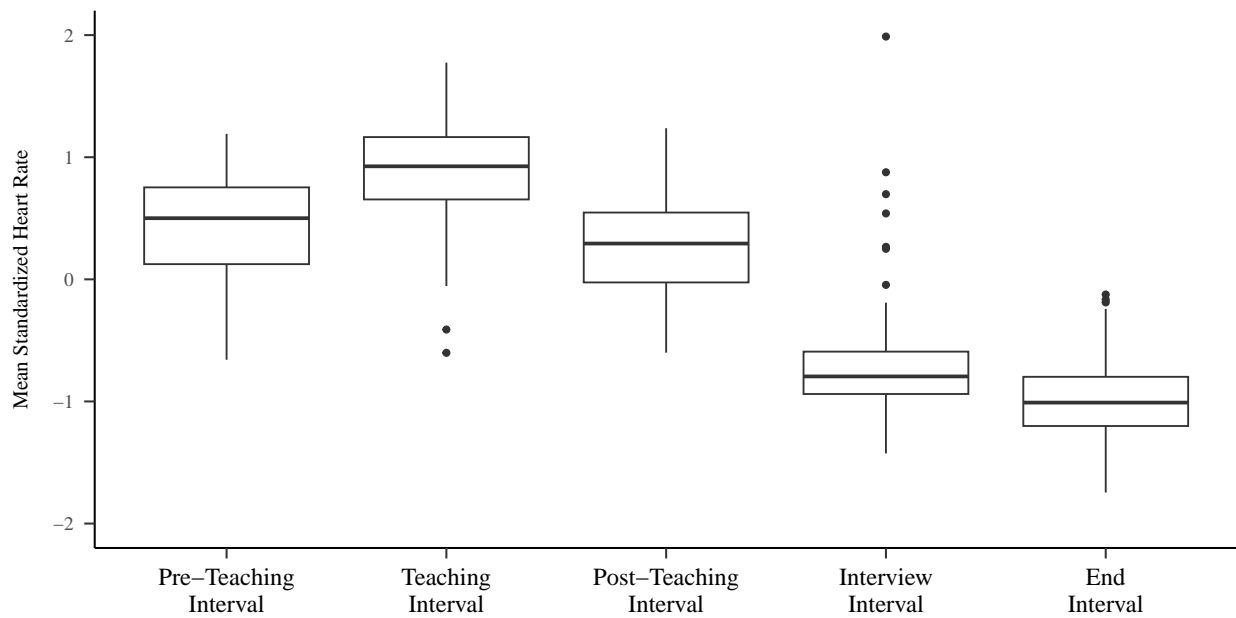 Mean Standardized Heart Rate
2
1
0
−1
−2
Pre−Teaching
Interval
Teaching
Interval
Post−Teaching
Interval
Interview
Interval
End
Interval